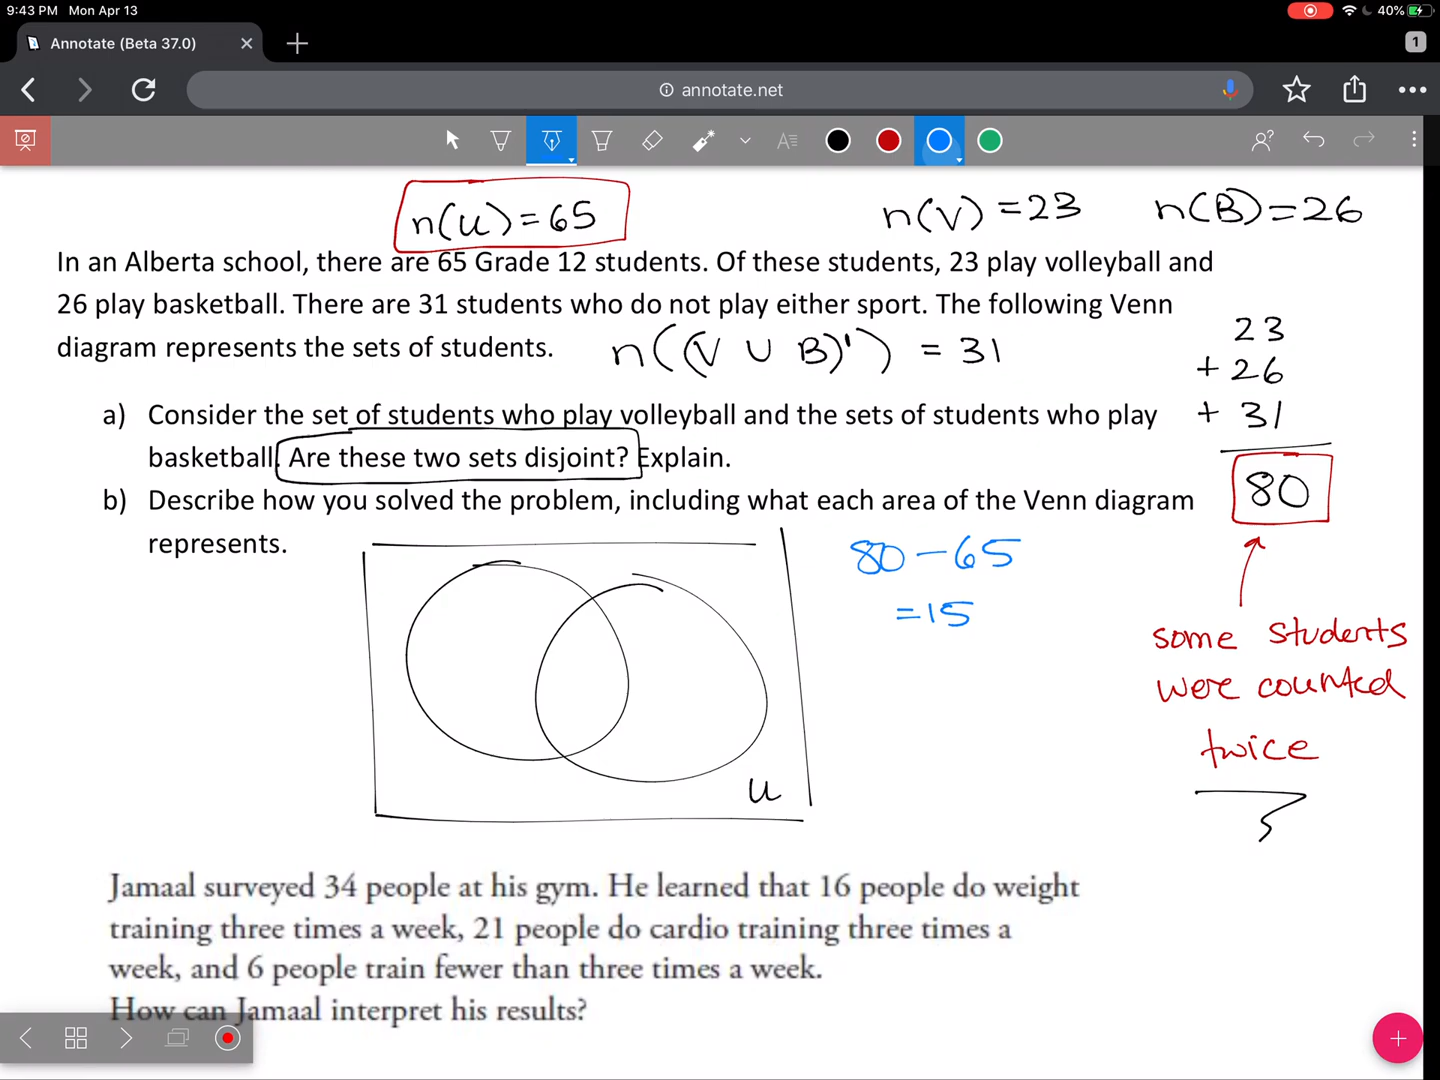 9:43 PM Mon Apr 13
40%
Annotate (Beta 37.0)
1
annotate.net
n(U)=65
n(V)=23
n(B)=26
In an Alberta school, there are 65 Grade 12 students. Of these students, 23 play volleyball and
26 play basketball. There are 31 students who do not play either sport. The following Venn
diagram represents the sets of students.
n((V ∪ B)') = 31
23
+ 26
+ 31
80
a) Consider the set of students who play volleyball and the sets of students who play
basketball. Are these two sets disjoint? Explain.
b) Describe how you solved the problem, including what each area of the Venn diagram
represents.
80-65
=15
some students
were counted
twice
U
Jamaal surveyed 34 people at his gym. He learned that 16 people do weight
training three times a week, 21 people do cardio training three times a
week, and 6 people train fewer than three times a week.
How can Jamaal interpret his results?